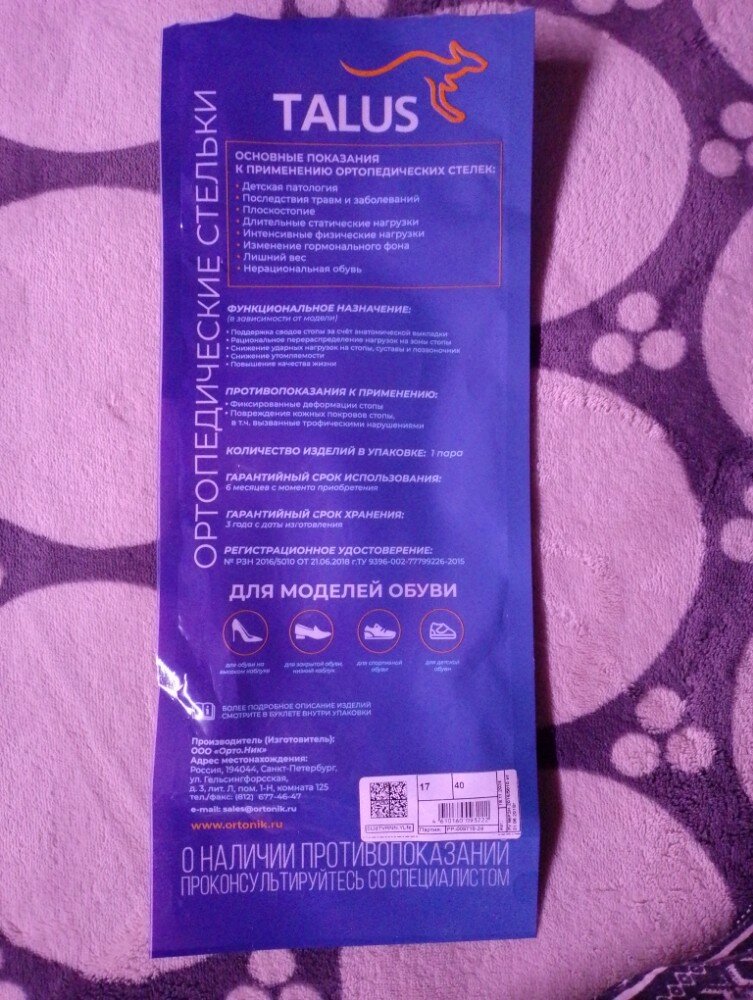 TALUS
ОРТОПЕДИЧЕСКИЕ СТЕЛЬКИ
ОСНОВНЫЕ ПОКАЗАНИЯ
К ПРИМЕНЕНИЮ ОРТОПЕДИЧЕСКИХ СТЕЛЕК:
• Детская патология
• Последствия травм и заболеваний
• Плоскостопие
• Длительные статические нагрузки
• Интенсивные физические нагрузки
• Изменение гормонального фона
• Лишний вес
• Нерациональная обувь
ФУНКЦИОНАЛЬНОЕ НАЗНАЧЕНИЕ:
(в зависимости от модели)
• Поддержка сводов стопы за счёт анатомической выкладки
• Рациональное перераспределение нагрузок на зоны стопы
• Снижение ударных нагрузок на стопы, суставы и позвоночник
• Снижение утомляемости
• Повышение качества жизни
ПРОТИВОПОКАЗАНИЯ К ПРИМЕНЕНИЮ:
• Фиксированные деформации стопы
• Повреждения кожных покровов стопы,
в т.ч. вызванные трофическими нарушениями
КОЛИЧЕСТВО ИЗДЕЛИЙ В УПАКОВКЕ: 1 пара
ГАРАНТИЙНЫЙ СРОК ИСПОЛЬЗОВАНИЯ:
6 месяцев с момента приобретения
ГАРАНТИЙНЫЙ СРОК ХРАНЕНИЯ:
3 года с даты изготовления
РЕГИСТРАЦИОННОЕ УДОСТОВЕРЕНИЕ:
№ РЗН 2016/5010 ОТ 21.06.2018 г.ТУ 9396-002-77799226-2015
ДЛЯ МОДЕЛЕЙ ОБУВИ
для обуви на высоком каблуке
для закрытой обуви, низкий каблук
для спортивной обуви
для детской обуви
БОЛЕЕ ПОДРОБНОЕ ОПИСАНИЕ ИЗДЕЛИЙ
СМОТРИТЕ В БУКЛЕТЕ ВНУТРИ УПАКОВКИ
Производитель (Изготовитель):
ООО «Орто.Ник»
Адрес местонахождения:
Россия, 194044, Санкт-Петербург,
ул. Гельсингфорсская,
д. 3, лит. Л, пом. 1-Н, комната 125
тел./факс: (812) 677-46-47
e-mail: sales@ortonik.ru
www.ortonik.ru
17
40
Партия:
О НАЛИЧИИ ПРОТИВОПОКАЗАНИЙ
ПРОКОНСУЛЬТИРУЙТЕСЬ СО СПЕЦИАЛИСТОМ